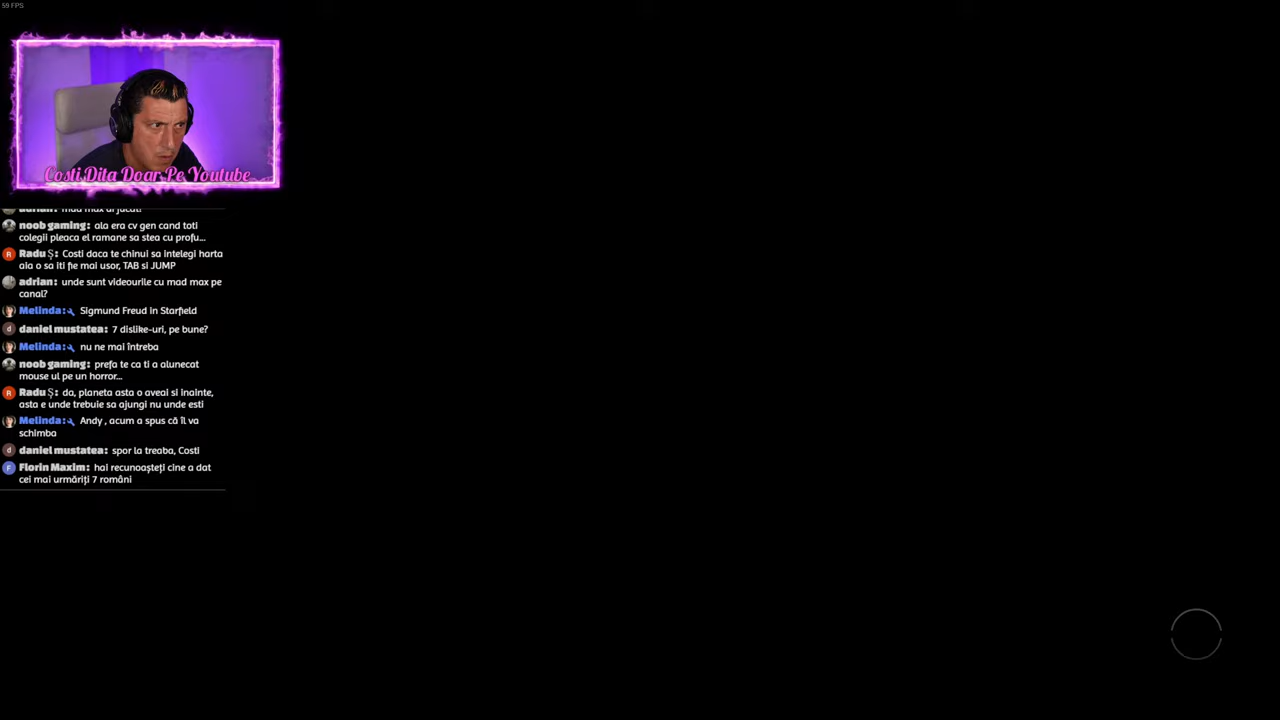 59 FPS
Costi Dita Doar Pe Youtube
adrian: mad max ai jucat?
noob gaming: ala era cv gen cand toti
colegii pleaca el ramane sa stea cu profu...
R Radu Ș: Costi daca te chinui sa intelegi harta
aia o sa iti fie mai usor, TAB si JUMP
adrian: unde sunt videourile cu mad max pe
canal?
Melinda: Sigmund Freud in Starfield
d daniel mustatea: 7 dislike-uri, pe bune?
Melinda: nu ne mai întreba
noob gaming: prefa te ca ti a alunecat
mouse ul pe un horror...
R Radu Ș: da, planeta asta o aveai si inainte,
asta e unde trebuie sa ajungi nu unde esti
Melinda: Andy , acum a spus că îl va
schimba
d daniel mustatea: spor la treaba, Costi
F Florin Maxim: hai recunoașteți cine a dat
cei mai urmăriți 7 români